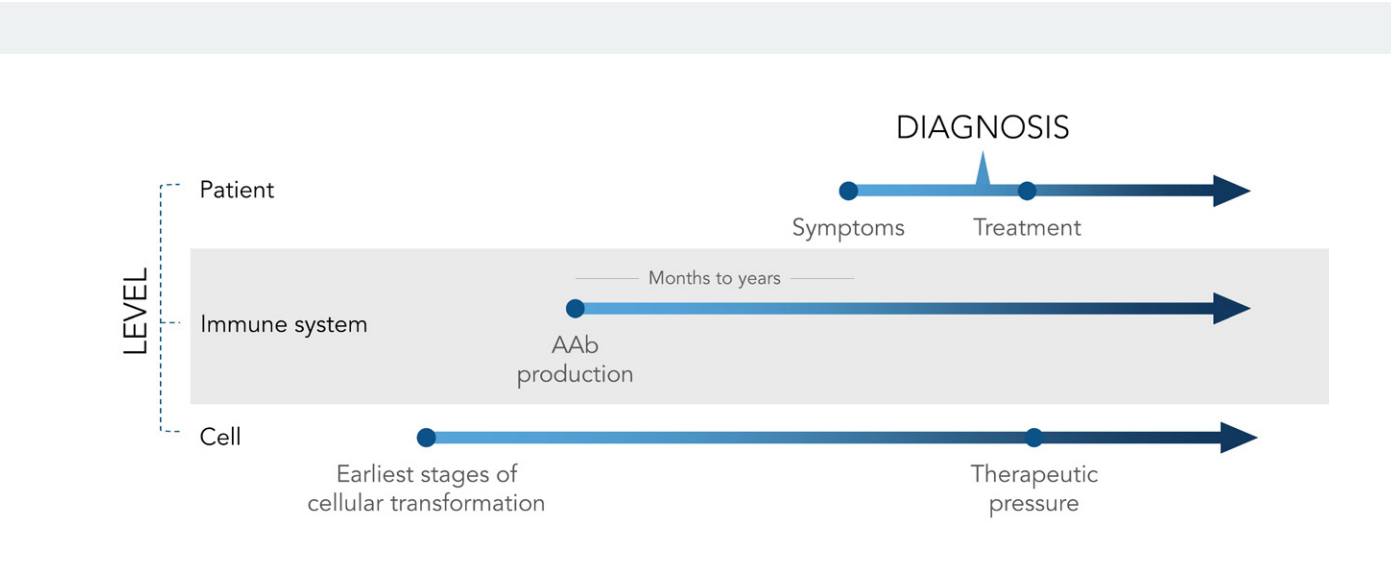 DIAGNOSIS
Patient
Symptoms
Treatment
LEVEL
Months to years
Immune system
AAb
production
Cell
Earliest stages of
cellular transformation
Therapeutic
pressure